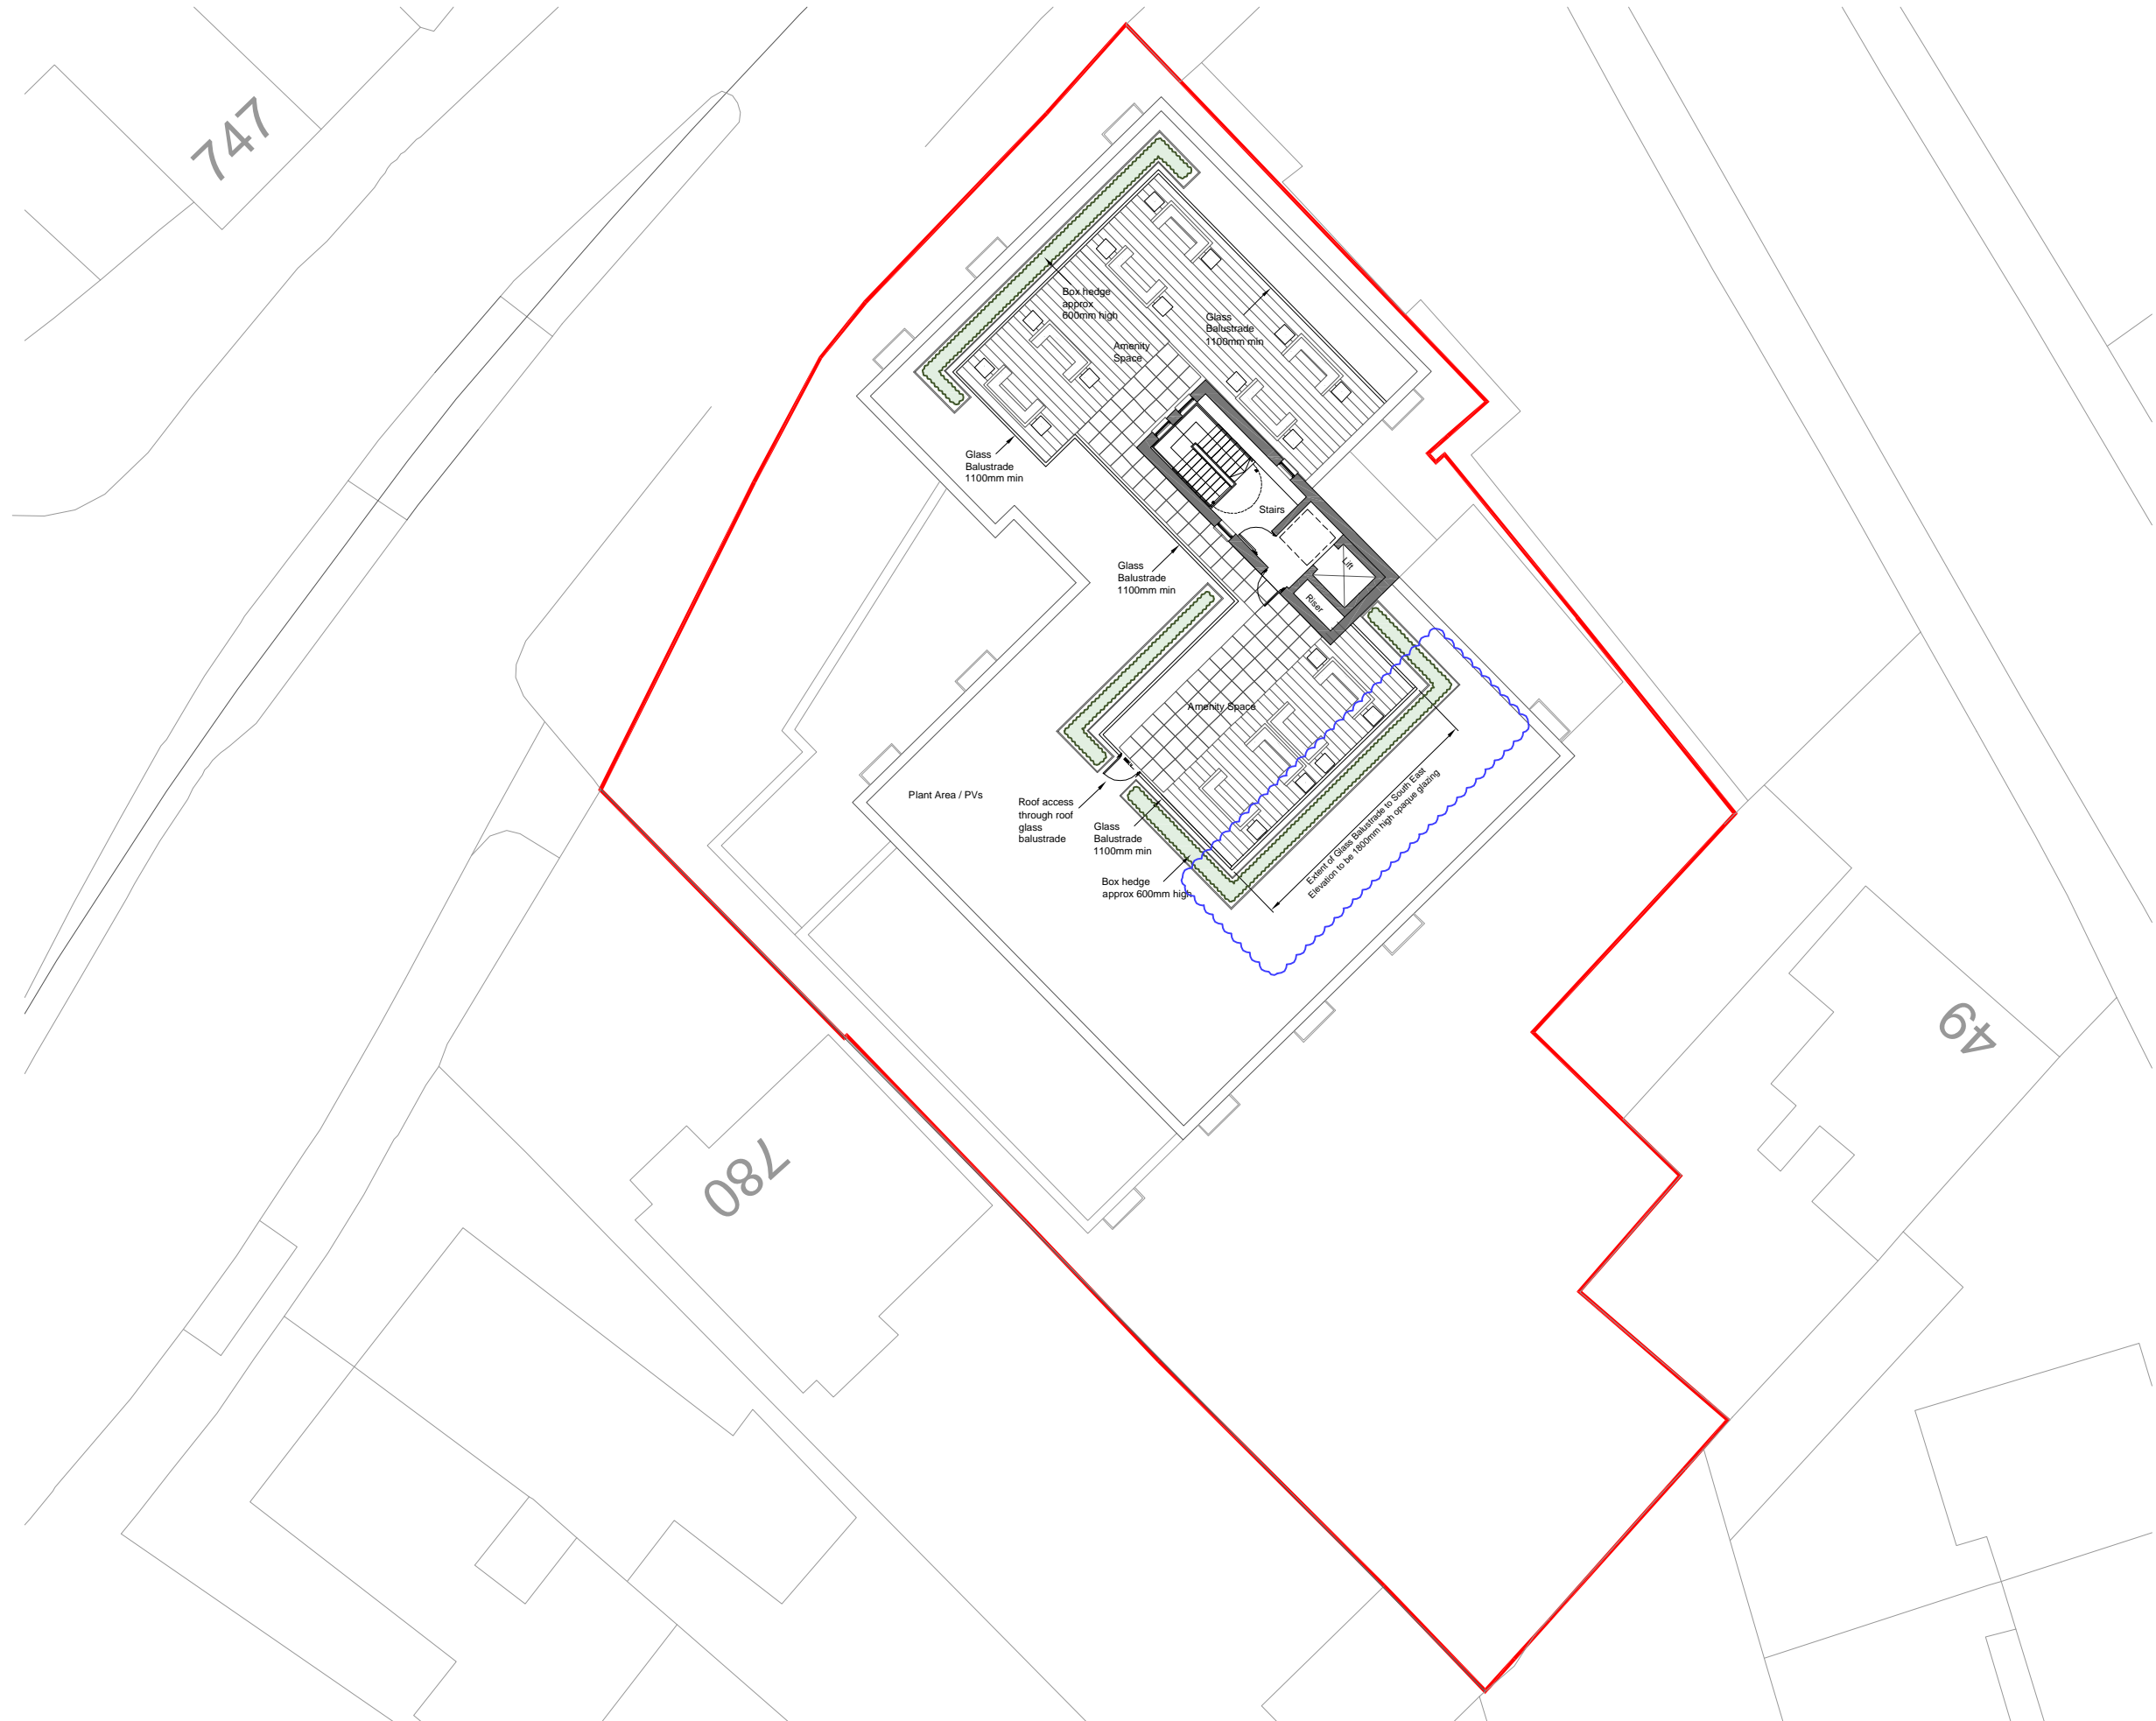 747
Box hedge
approx
600mm high
Glass
Balustrade
1100mm min
Amenity
Space
Glass
Balustrade
1100mm min
Stairs
Lift
Riser
Glass
Balustrade
1100mm min
Amenity Space
Plant Area / PVs
Roof access
through roof
glass
balustrade
Glass
Balustrade
1100mm min
Box hedge
approx 600mm high
Extent of Glass Balustrade to South East
Elevation to be 1800mm high opaque glazing
49
780